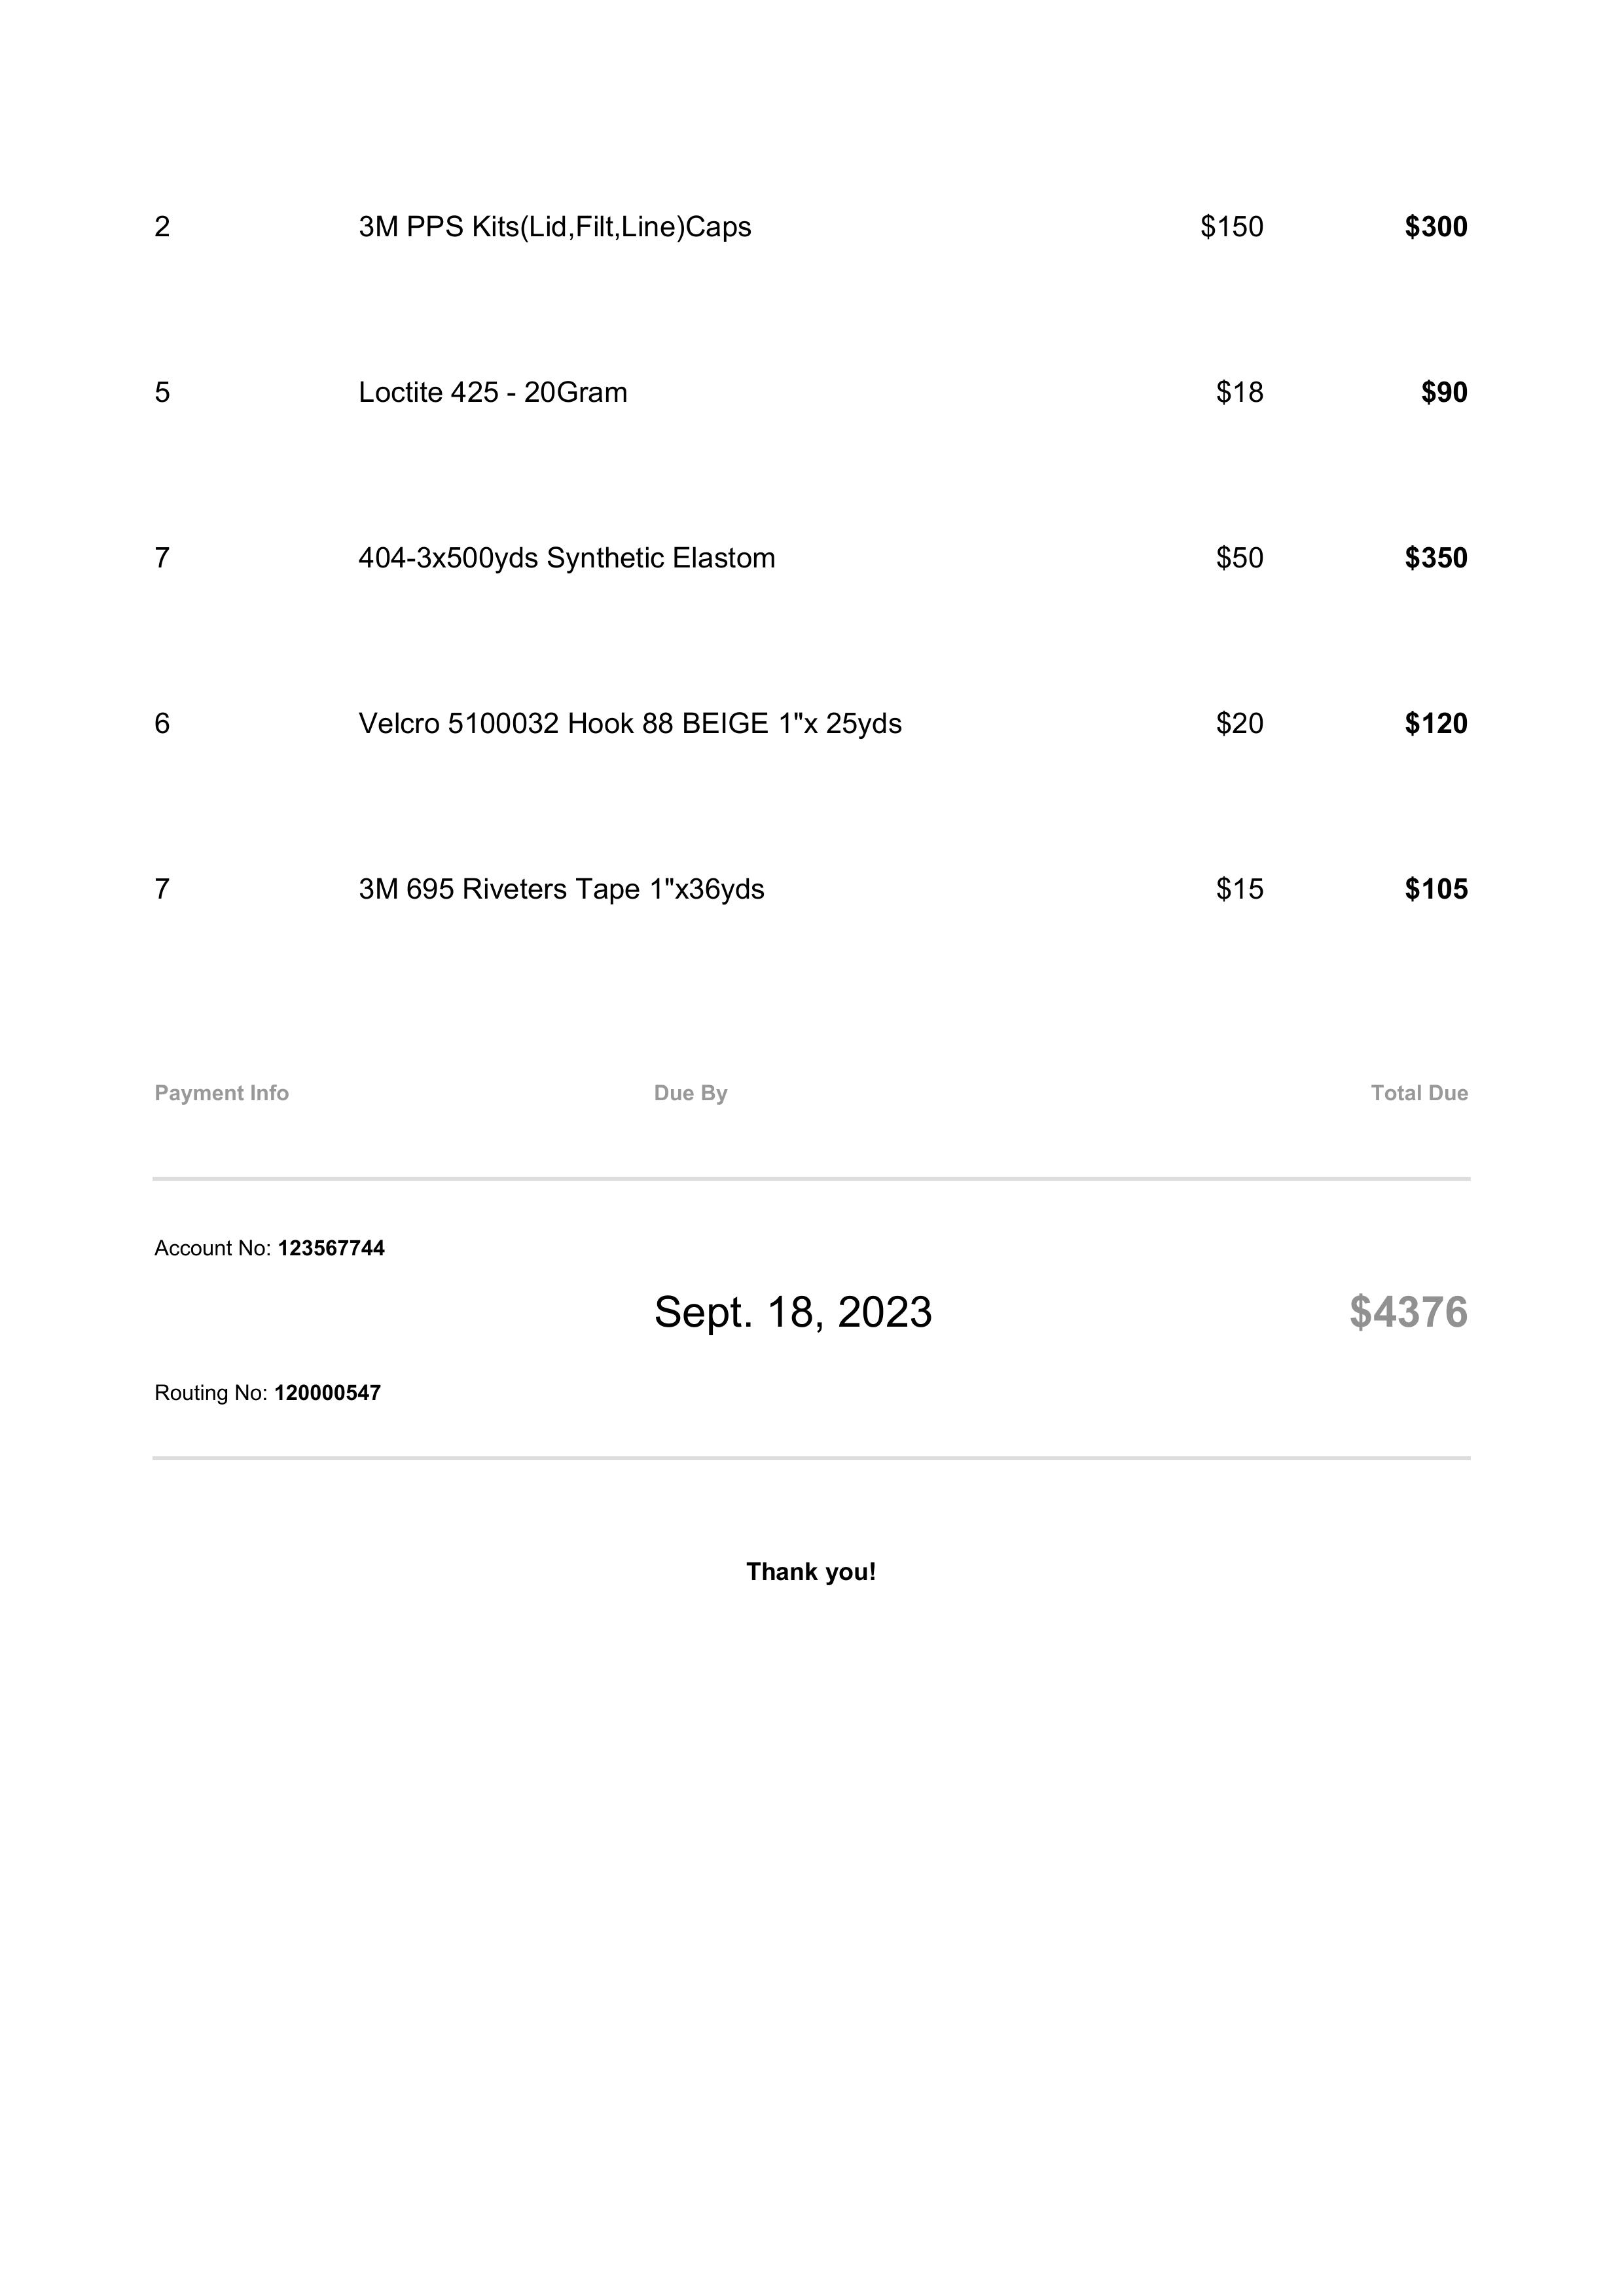 2 3M PPS Kits(Lid,Filt,Line)Caps $150 $300
5 Loctite 425 - 20Gram $18 $90
7 404-3x500yds Synthetic Elastom $50 $350
6 Velcro 5100032 Hook 88 BEIGE 1"x 25yds $20 $120
7 3M 695 Riveters Tape 1"x36yds $15 $105
Payment Info Due By Total Due
Account No: 123567744
Sept. 18, 2023 $4376
Routing No: 120000547
Thank you!